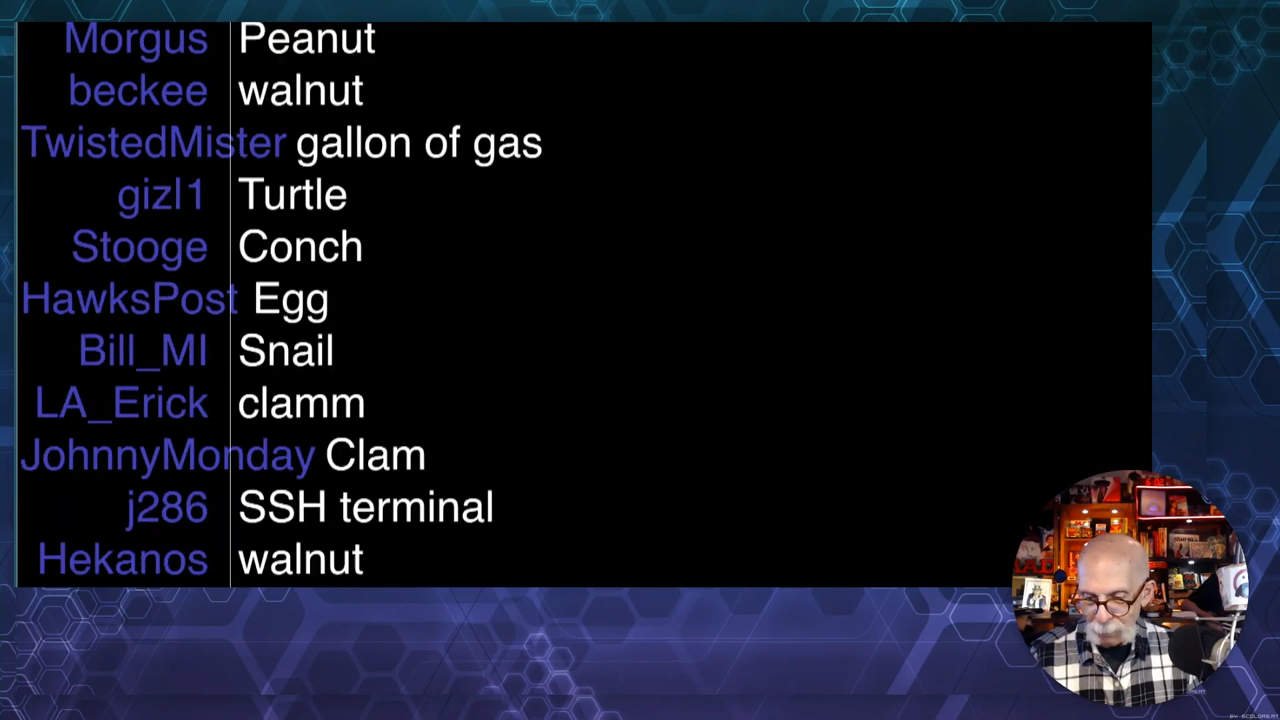 Morgus Peanut
beckee walnut
TwistedMister gallon of gas
gizl1 Turtle
Stooge Conch
HawksPost Egg
Bill_MI Snail
LA_Erick clamm
JohnnyMonday Clam
j286 SSH terminal
Hekanos walnut